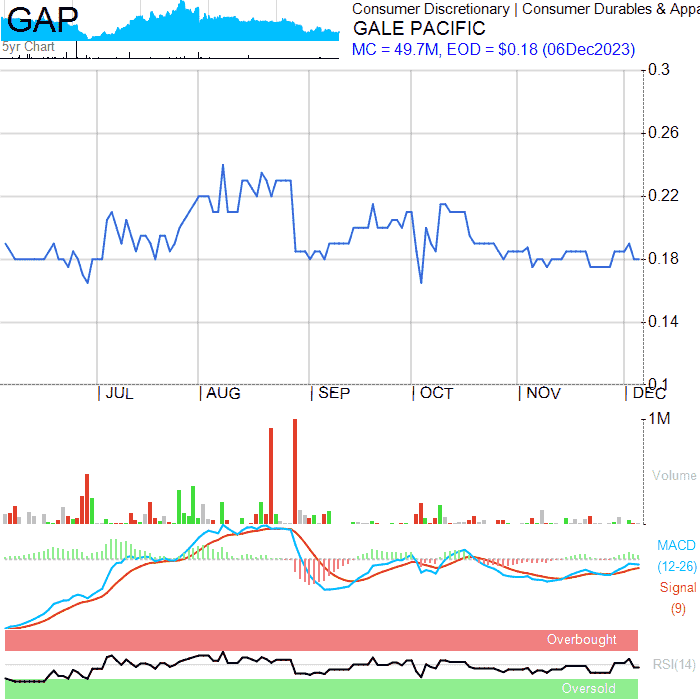 GAP
5yr Chart
Consumer Discretionary | Consumer Durables & Appa
GALE PACIFIC
MC = 49.7M, EOD = $0.18 (06Dec2023)
0.3
0.26
0.22
0.18
0.14
0.1
| JUL | AUG | SEP | OCT | NOV | DEC
1M
Volume
MACD
(12-26)
Signal
(9)
Overbought
RSI(14)
Oversold